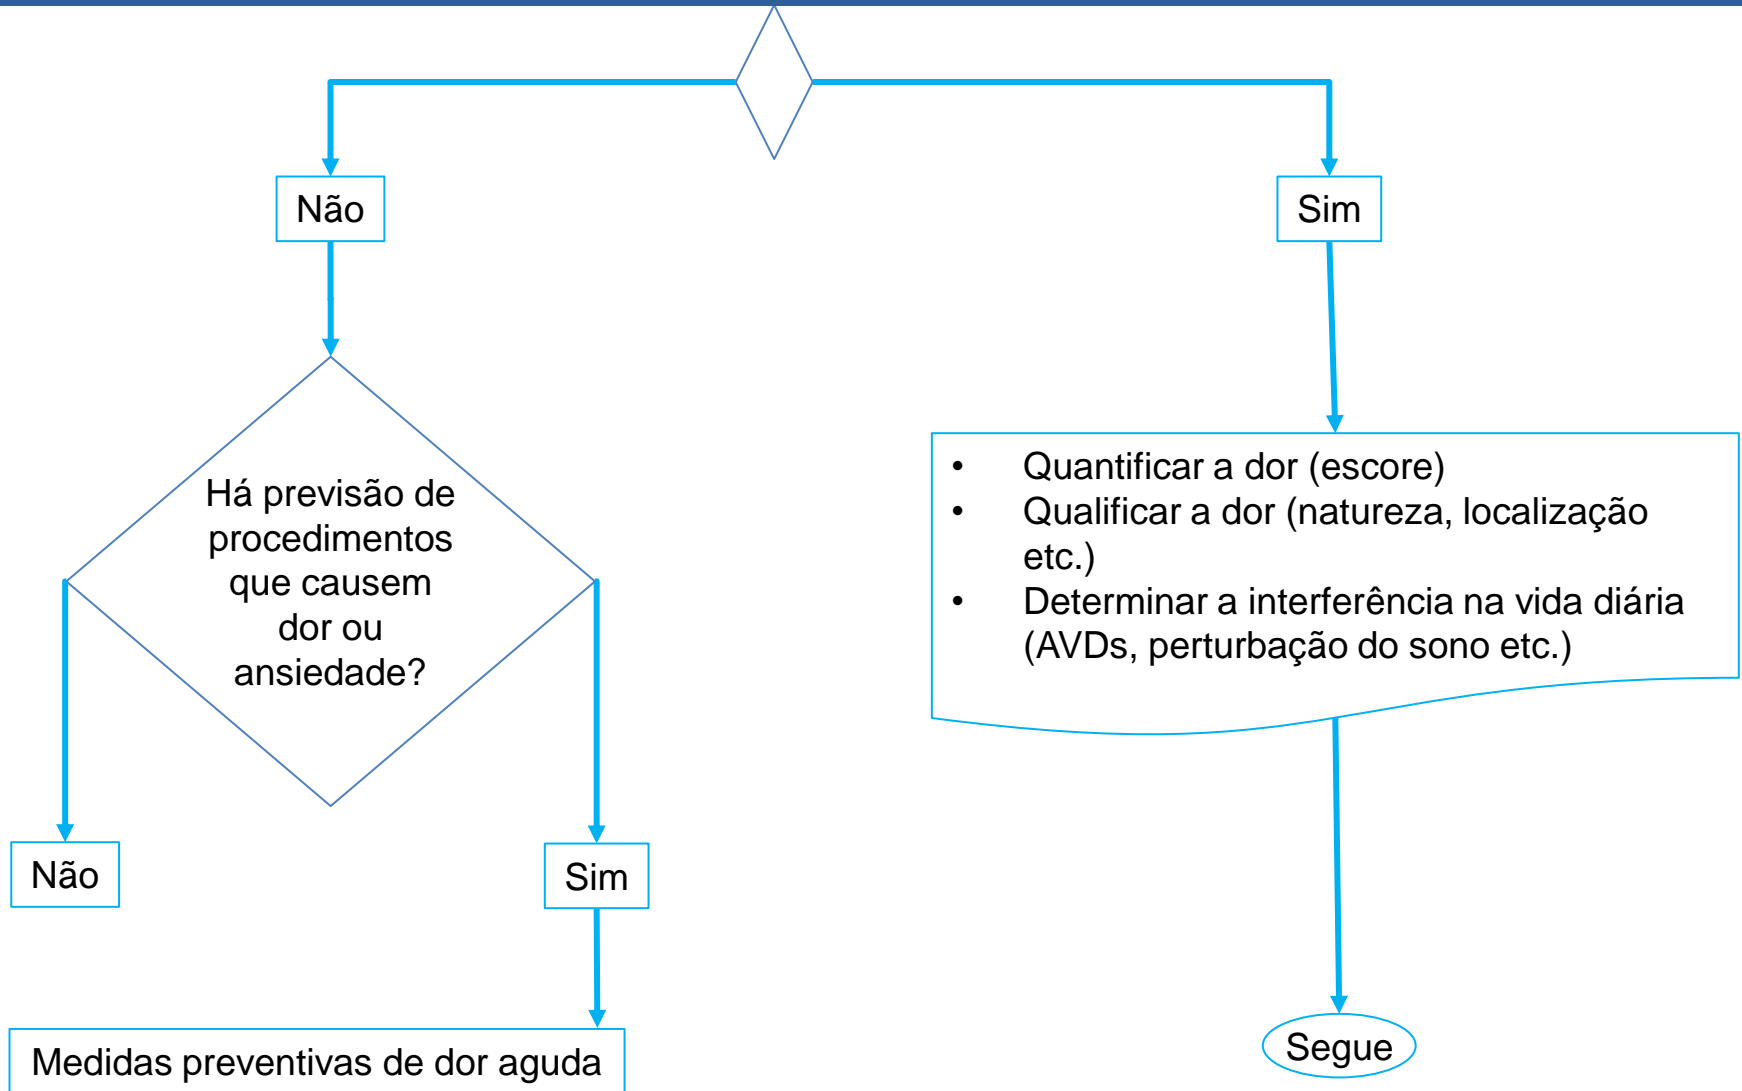 Não
Sim
Há previsão de
procedimentos
que causem
dor ou
ansiedade?
• Quantificar a dor (escore)
• Qualificar a dor (natureza, localização
etc.)
• Determinar a interferência na vida diária
(AVDs, perturbação do sono etc.)
Não
Sim
Medidas preventivas de dor aguda
Segue